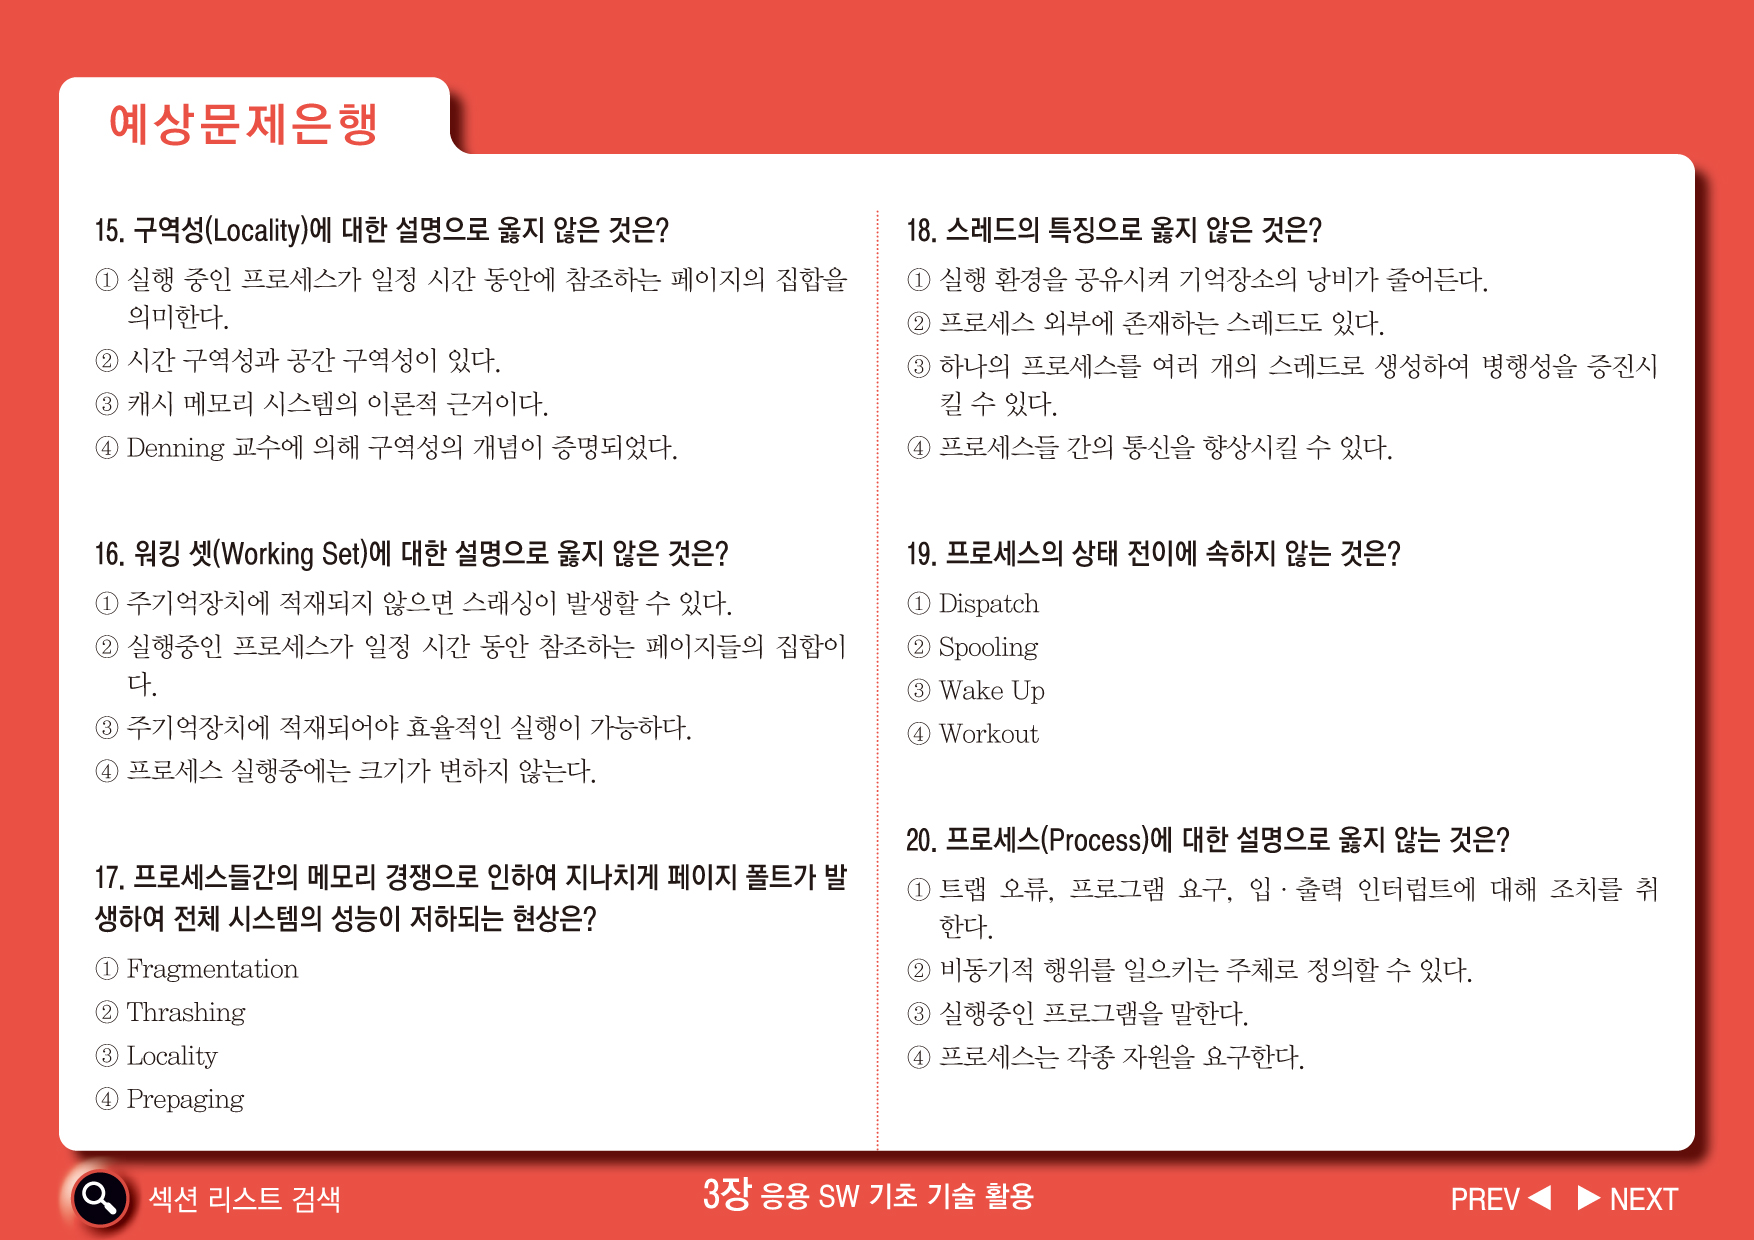 예상문제은행
15. 구역성(Locality)에 대한 설명으로 옳지 않은 것은?
① 실행 중인 프로세스가 일정 시간 동안에 참조하는 페이지의 집합을
의미한다.
② 시간 구역성과 공간 구역성이 있다.
③ 캐시 메모리 시스템의 이론적 근거이다.
④ Denning 교수에 의해 구역성의 개념이 증명되었다.
16. 워킹 셋(Working Set)에 대한 설명으로 옳지 않은 것은?
① 주기억장치에 적재되지 않으면 스래싱이 발생할 수 있다.
② 실행중인 프로세스가 일정 시간 동안 참조하는 페이지들의 집합이
다.
③ 주기억장치에 적재되어야 효율적인 실행이 가능하다.
④ 프로세스 실행중에는 크기가 변하지 않는다.
17. 프로세스들간의 메모리 경쟁으로 인하여 지나치게 페이지 폴트가 발
생하여 전체 시스템의 성능이 저하되는 현상은?
① Fragmentation
② Thrashing
③ Locality
④ Prepaging
18. 스레드의 특징으로 옳지 않은 것은?
① 실행 환경을 공유시켜 기억장소의 낭비가 줄어든다.
② 프로세스 외부에 존재하는 스레드도 있다.
③ 하나의 프로세스를 여러 개의 스레드로 생성하여 병행성을 증진시
킬 수 있다.
④ 프로세스들 간의 통신을 향상시킬 수 있다.
19. 프로세스의 상태 전이에 속하지 않는 것은?
① Dispatch
② Spooling
③ Wake Up
④ Workout
20. 프로세스(Process)에 대한 설명으로 옳지 않는 것은?
① 트랩 오류, 프로그램 요구, 입·출력 인터럽트에 대해 조치를 취
한다.
② 비동기적 행위를 일으키는 주체로 정의할 수 있다.
③ 실행중인 프로그램을 말한다.
④ 프로세스는 각종 자원을 요구한다.
섹션 리스트 검색
3장 응용 SW 기초 기술 활용
PREV ◀ ▶ NEXT